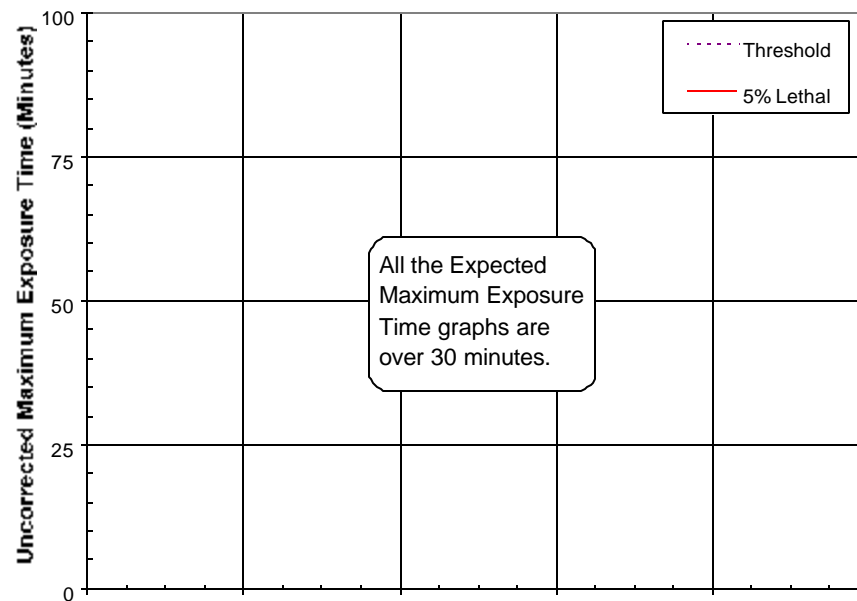 100
75
50
25
0
Uncorrected Maximum Exposure Time (Minutes)
Threshold
5% Lethal
All the Expected
Maximum Exposure
Time graphs are
over 30 minutes.